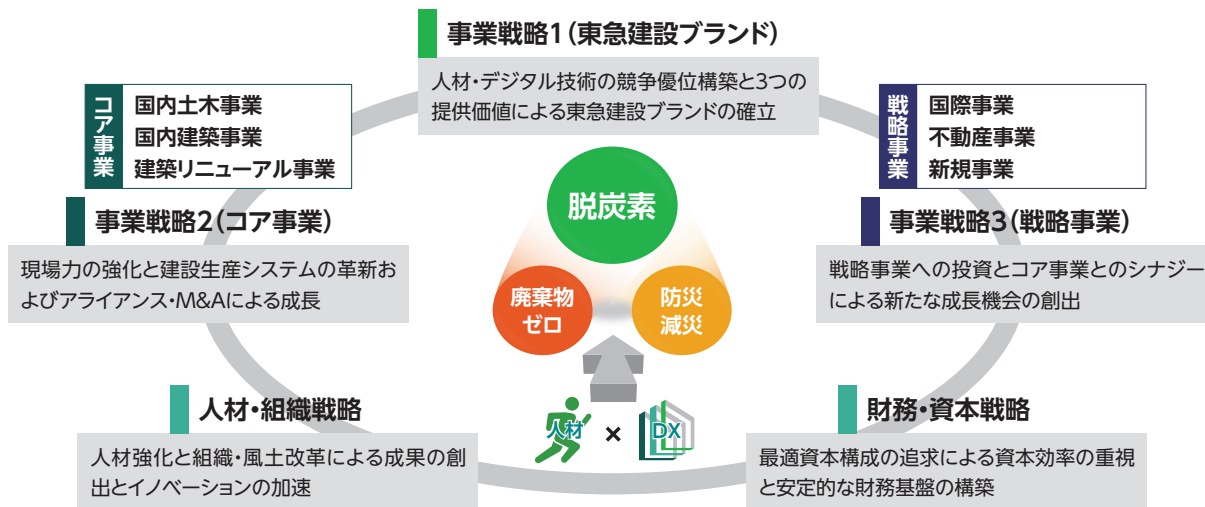 事業戦略1(東急建設ブランド)
人材・デジタル技術の競争優位構築と3つの
提供価値による東急建設ブランドの確立
コア事業
国内土木事業
国内建築事業
建築リニューアル事業
戦略事業
国際事業
不動産事業
新規事業
事業戦略2(コア事業)
現場力の強化と建設生産システムの革新お
よびアライアンス・M&Aによる成長
脱炭素
廃棄物
ゼロ
防災
減災
事業戦略3(戦略事業)
戦略事業への投資とコア事業とのシナジー
による新たな成長機会の創出
人材・組織戦略
人材強化と組織・風土改革による成果の創
出とイノベーションの加速
人材 × DX
財務・資本戦略
最適資本構成の追求による資本効率の重視
と安定的な財務基盤の構築